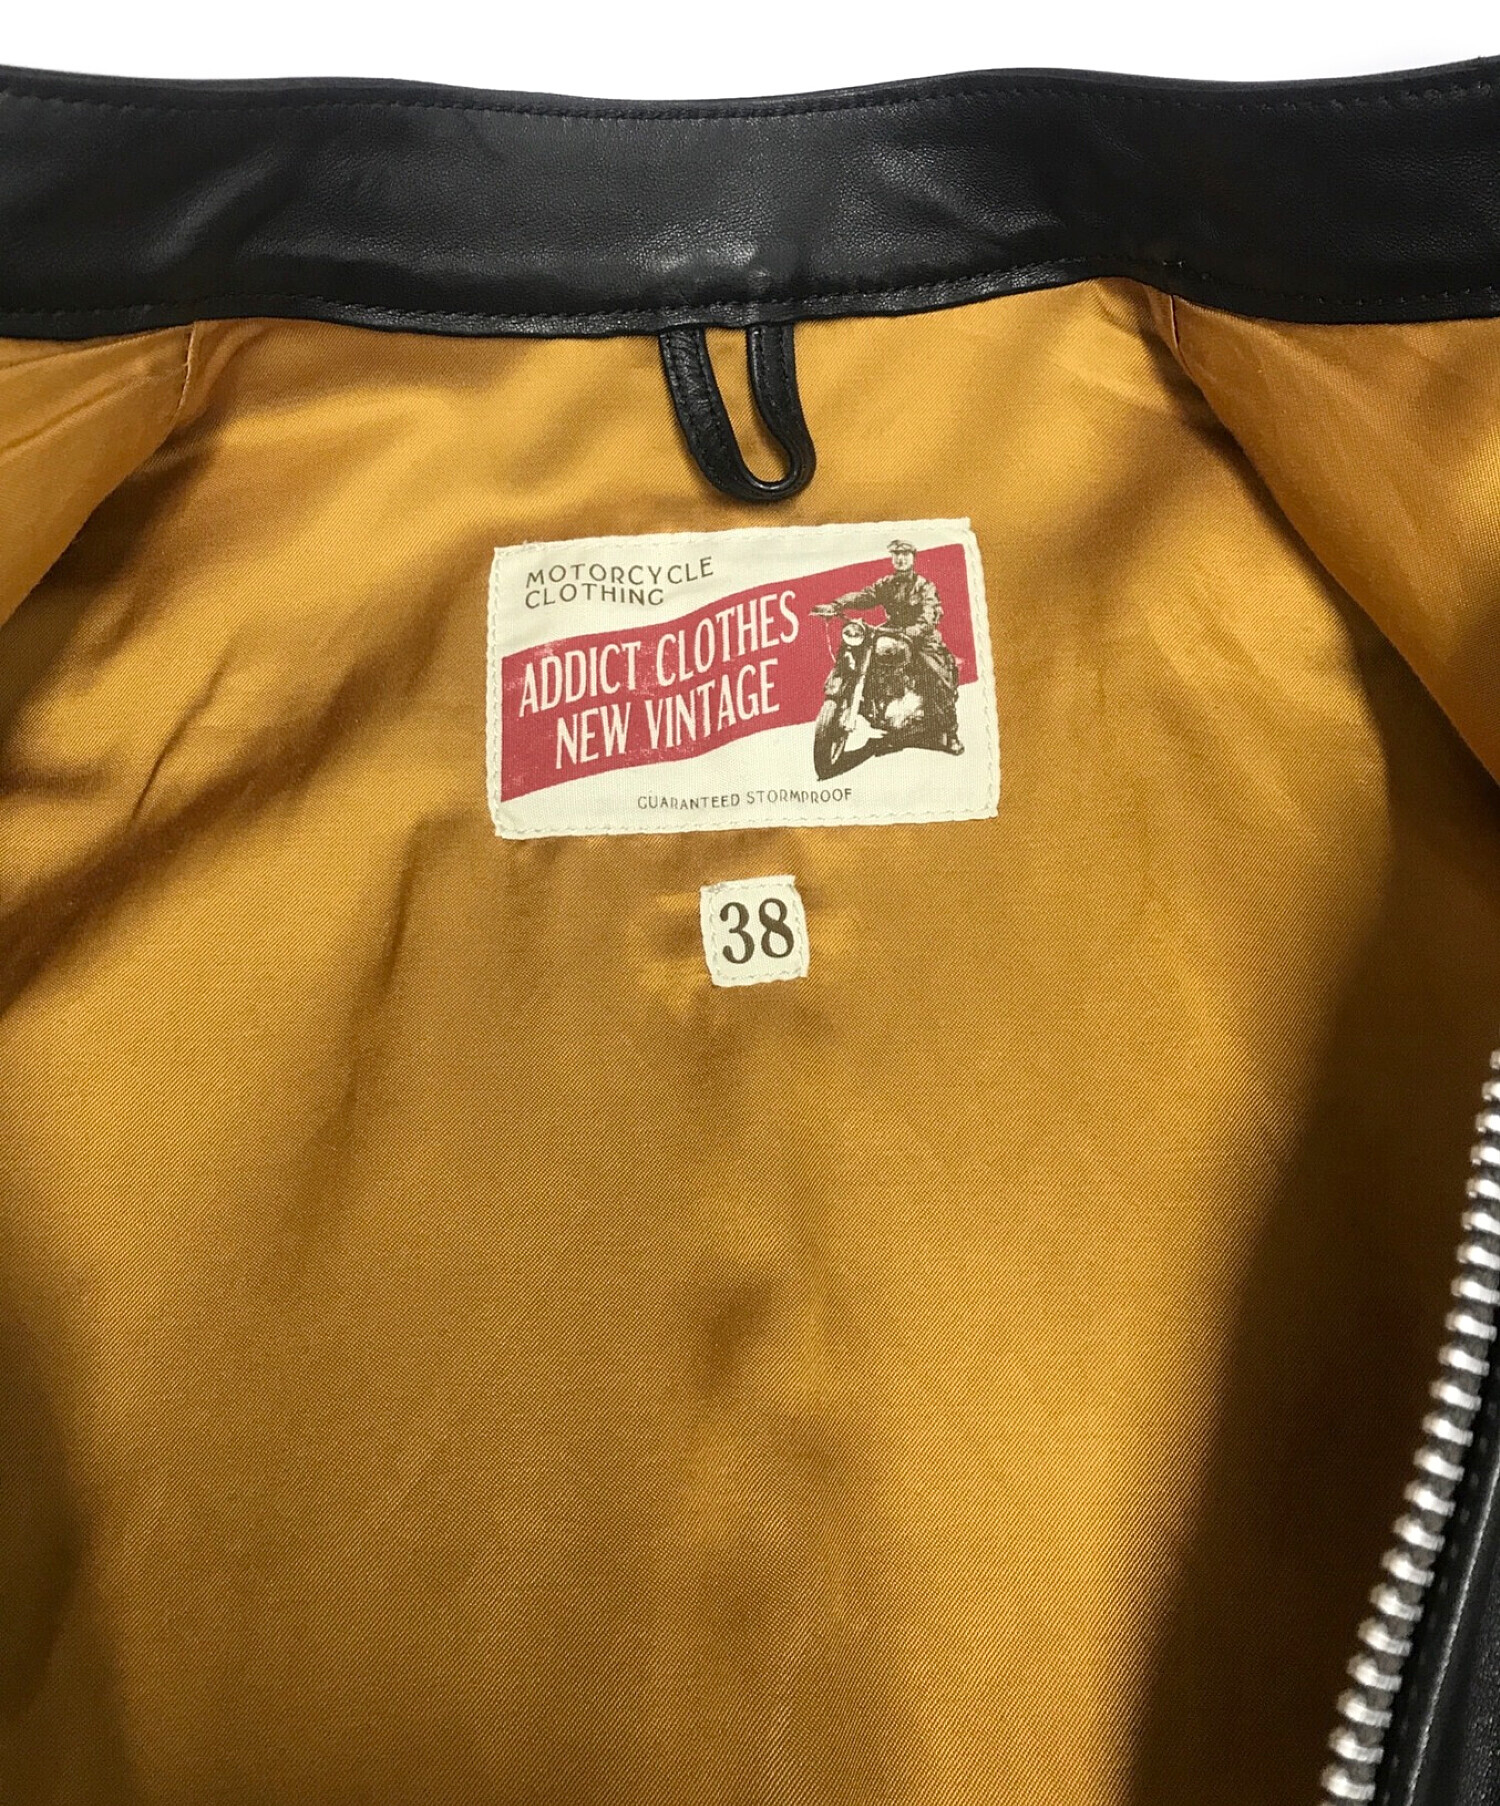 MOTORCYCLE
CLOTHING
ADDICT CLOTHES
NEW VINTAGE
GUARANTEED STORMPROOF
38